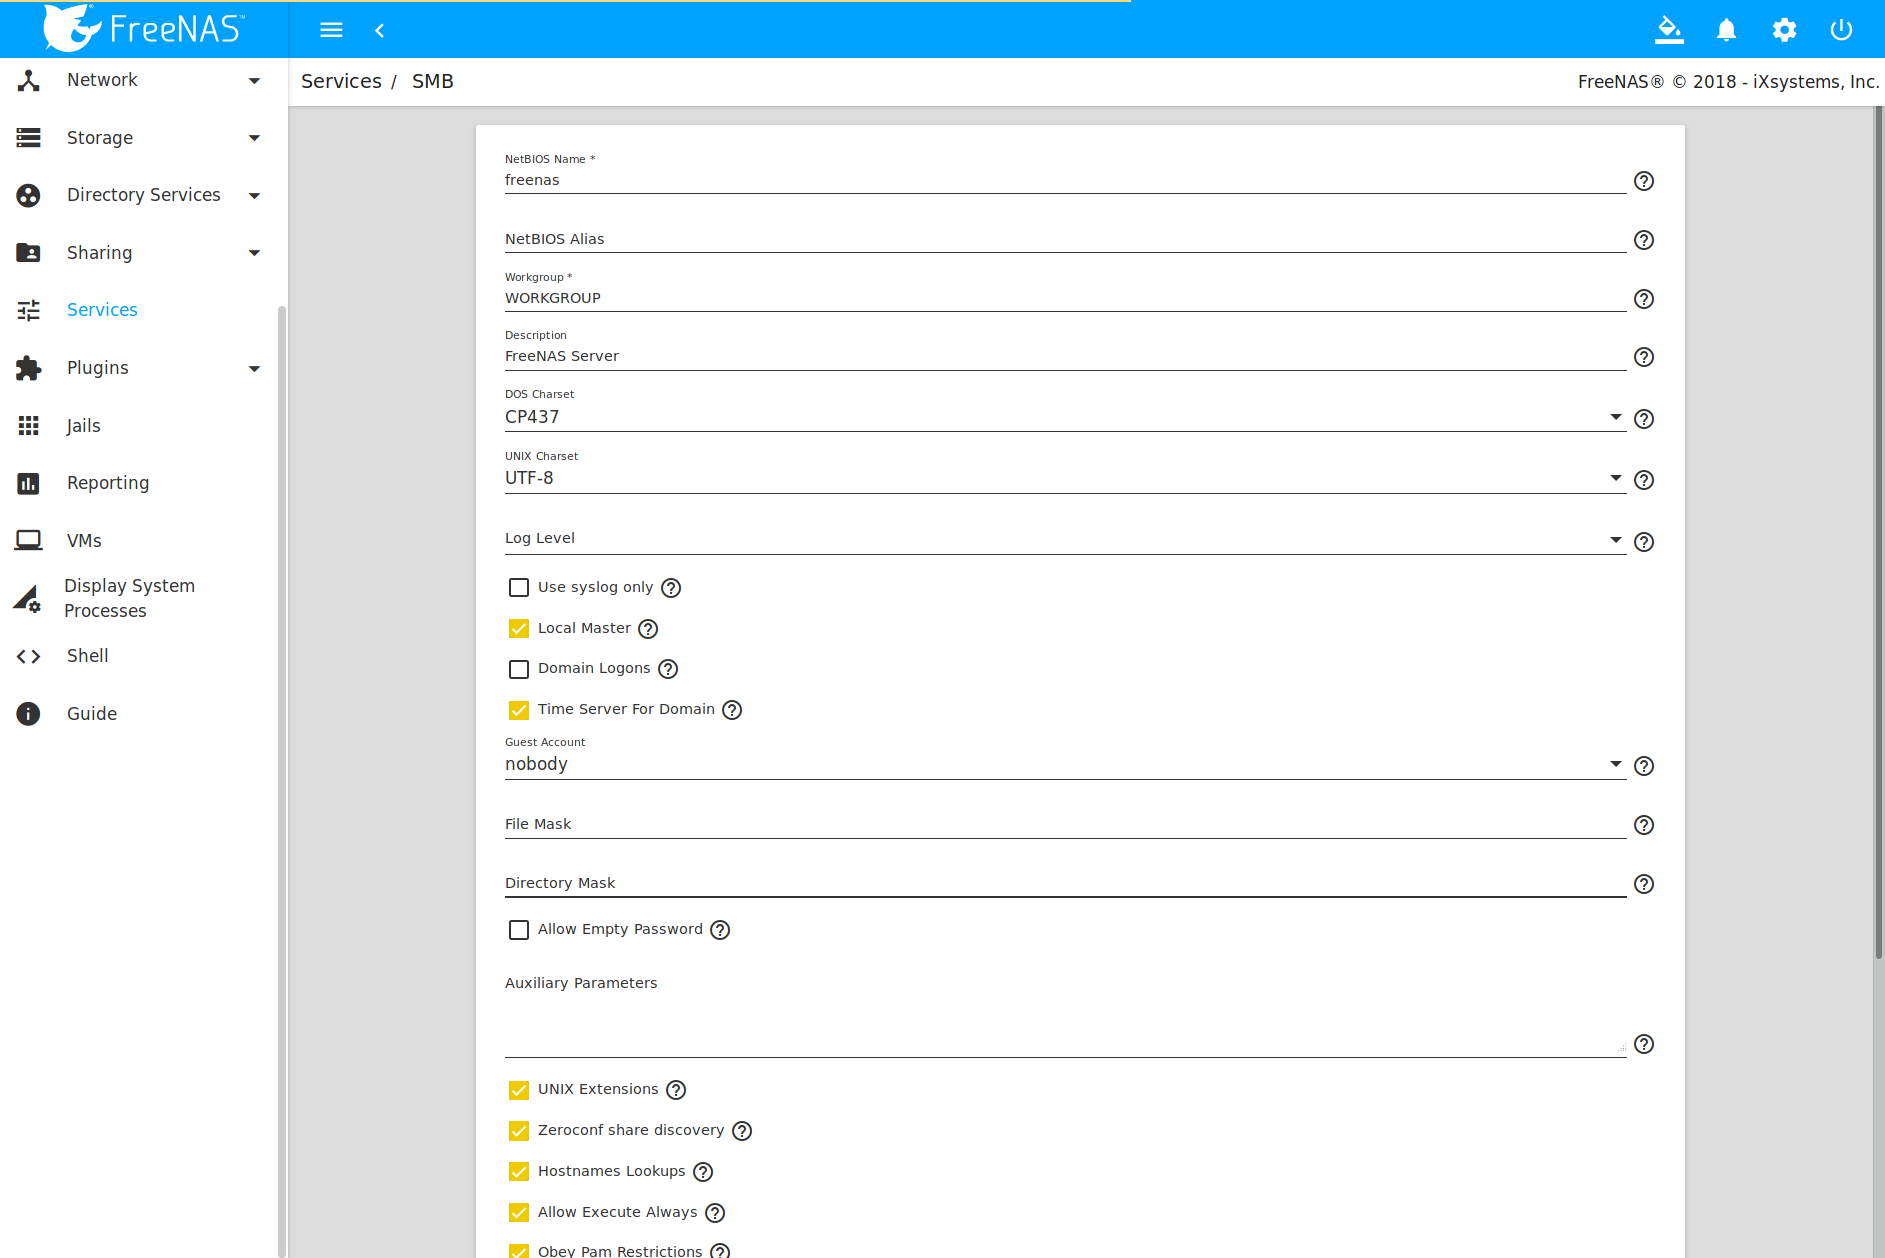 FreeNAS™
Services / SMB
FreeNAS® © 2018 - iXsystems, Inc.
Network
Storage
Directory Services
Sharing
Services
Plugins
Jails
Reporting
VMs
Display System
Processes
Shell
Guide
NetBIOS Name *
freenas
NetBIOS Alias
Workgroup *
WORKGROUP
Description
FreeNAS Server
DOS Charset
CP437
UNIX Charset
UTF-8
Log Level
Use syslog only
Local Master
Domain Logons
Time Server For Domain
Guest Account
nobody
File Mask
Directory Mask
Allow Empty Password
Auxiliary Parameters
UNIX Extensions
Zeroconf share discovery
Hostnames Lookups
Allow Execute Always
Obey Pam Restrictions